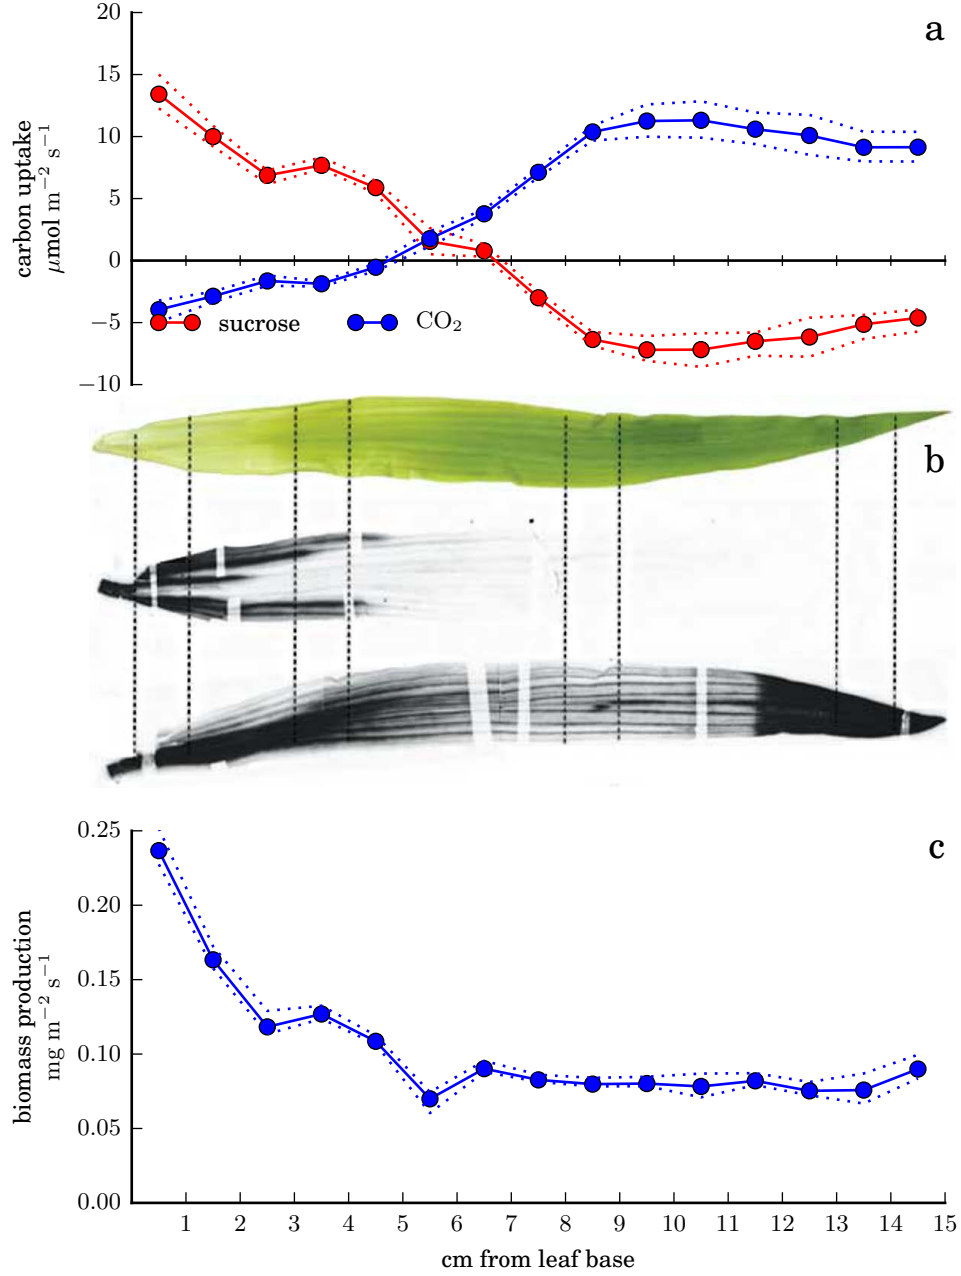 20
a
15
10
5
0
−5
−10
carbon uptake
μmol m⁻² s⁻¹
sucrose
CO₂
b
0.25
c
0.20
0.15
0.10
0.05
0.00
biomass production
mg m⁻² s⁻¹
1 2 3 4 5 6 7 8 9 10 11 12 13 14 15
cm from leaf base